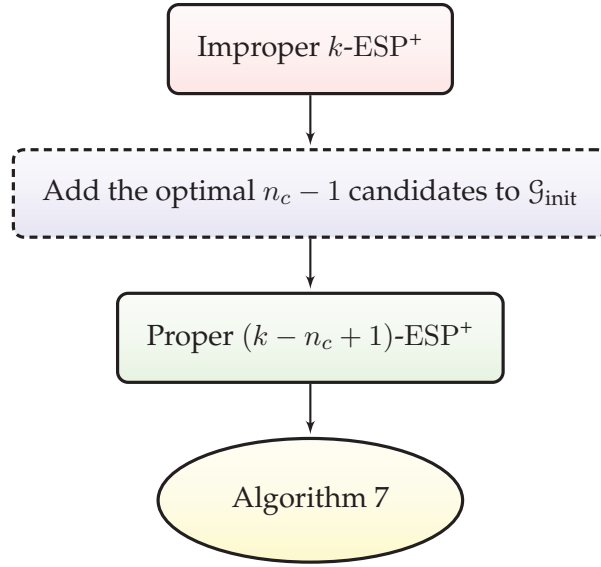 Improper k-ESP⁺
Add the optimal n_c − 1 candidates to 𝒢_init
Proper (k − n_c + 1)-ESP⁺
Algorithm 7